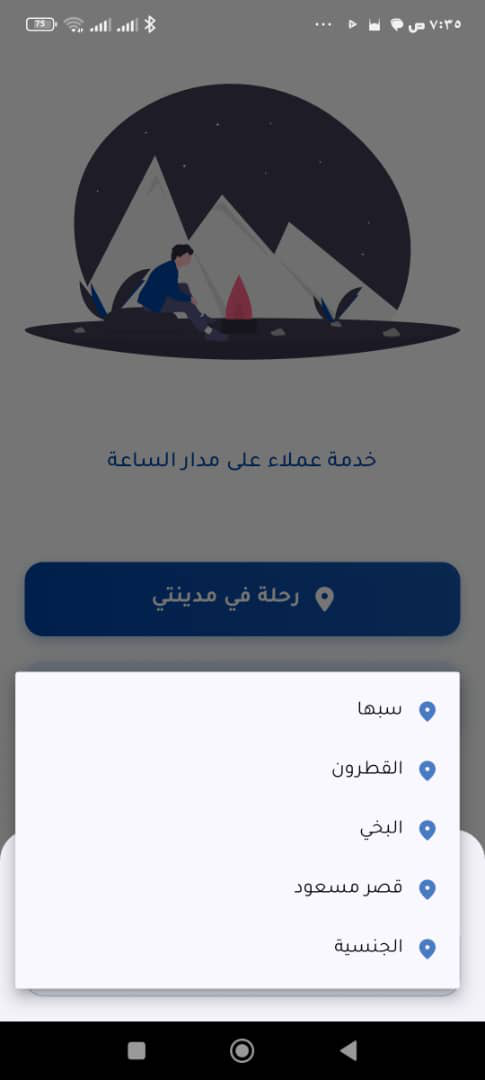 75
٧:٣٥ ص
خدمة عملاء على مدار الساعة
رحلة في مدينتي
سبها
القطرون
البخي
قصر مسعود
الجنسية